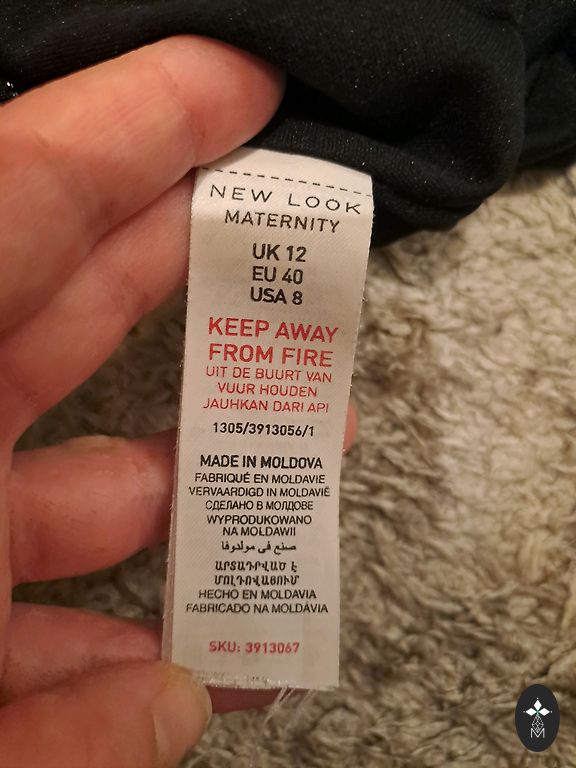 NEW LOOK
MATERNITY
UK 12
EU 40
USA 8
KEEP AWAY
FROM FIRE
UIT DE BUURT VAN
VUUR HOUDEN
JAUHKAN DARI API
1305/3913056/1
MADE IN MOLDOVA
FABRIQUÉ EN MOLDAVIE
VERVAARDIGD IN MOLDAVIË
СДЕЛАНО В МОЛДОВЕ
WYPRODUKOWANO
NA MOLDAWII
صنع في مولدوفا
ԱՐՏԱԴՐՎԱԾ Է
ՄՈԼԴՈՎԱՅՈՒՄ
HECHO EN MOLDAVIA
FABRICADO NA MOLDÁVIA
SKU: 3913067
M